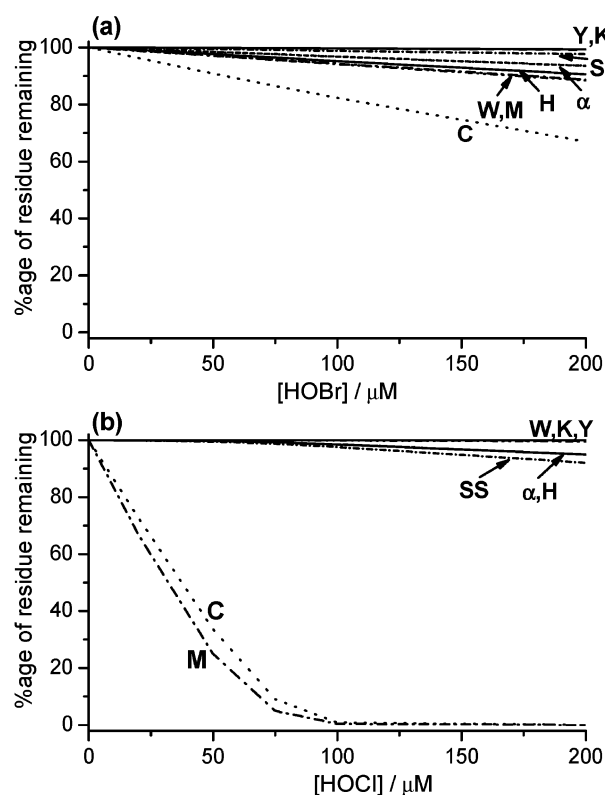 (a)
Y,K
S
α
H
W,M
C
100
80
60
40
20
0
%age of residue remaining
0 50 100 150 200
[HOBr] / μM
(b)
W,K,Y
SS
α,H
C
M
100
80
60
40
20
0
%age of residue remaining
0 50 100 150 200
[HOCl] / μM